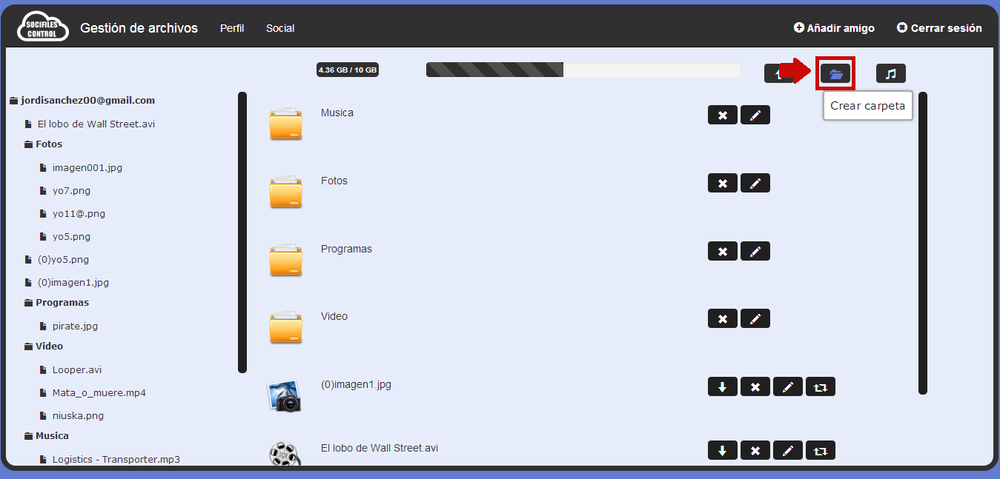 SOCIFILES
CONTROL
Gestión de archivos
Perfil
Social
Añadir amigo
Cerrar sesión
4.36 GB / 10 GB
Crear carpeta
jordisanchez00@gmail.com
El lobo de Wall Street.avi
Fotos
imagen001.jpg
yo7.png
yo11@.png
yo5.png
(0)yo5.png
(0)imagen1.jpg
Programas
pirate.jpg
Video
Looper.avi
Mata_o_muere.mp4
niuska.png
Musica
Logistics - Transporter.mp3
Musica
Fotos
Programas
Video
(0)imagen1.jpg
El lobo de Wall Street.avi